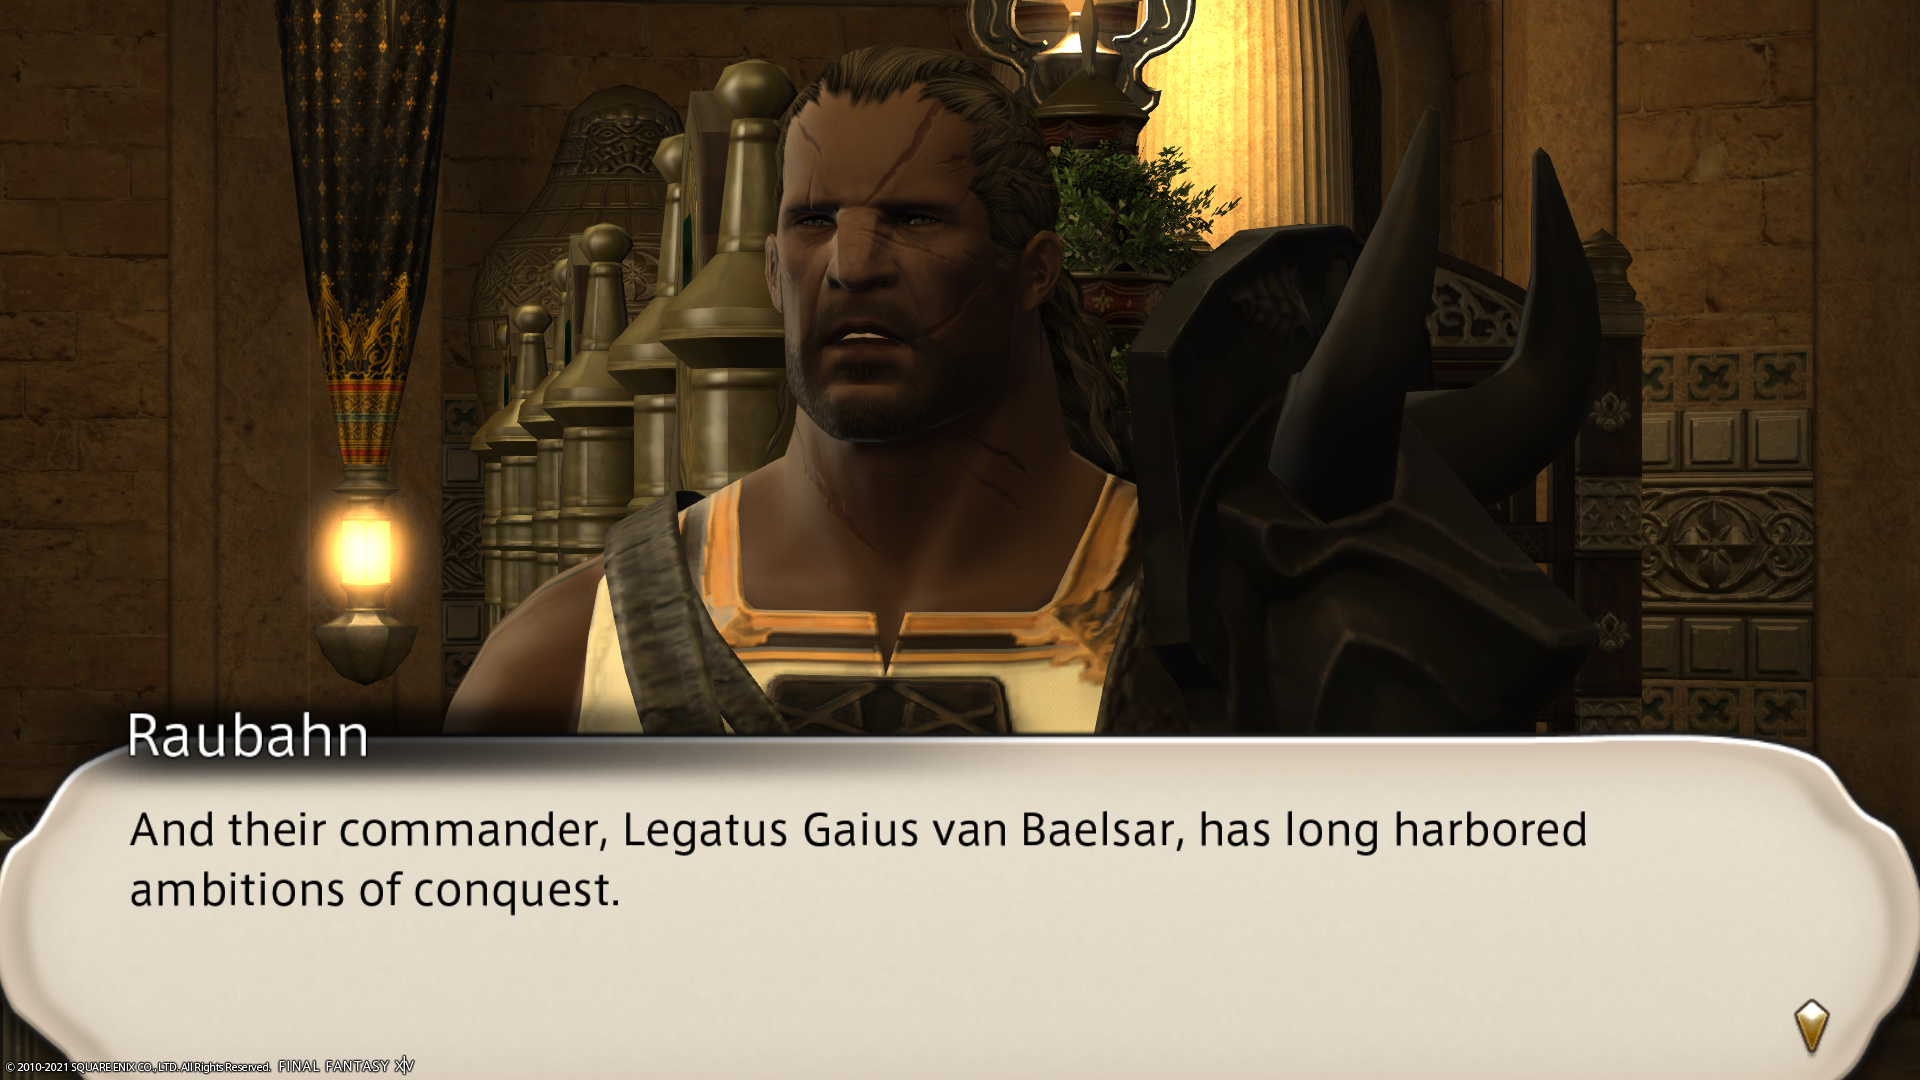 Raubahn
And their commander, Legatus Gaius van Baelsar, has long harbored
ambitions of conquest.
© 2010-2021 SQUARE ENIX CO., LTD. All Rights Reserved. FINAL FANTASY XIV